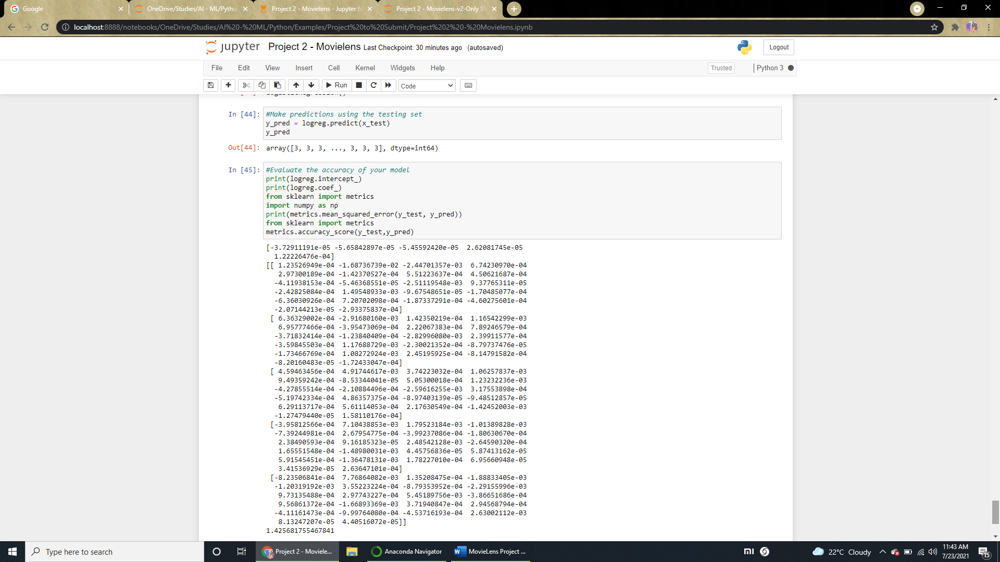 Google
OneDrive/Studies/AI - ML/Pytho
Project 2 - Movielens - Jupyter N
Project 2 - Movielens-v2-Only S
localhost:8888/notebooks/OneDrive/Studies/AI%20-%20ML/Python/Examples/Project%20to%20Submit/Project%202%20-%20Movielens.ipynb
jupyter Project 2 - Movielens Last Checkpoint: 30 minutes ago (autosaved)
Logout
File Edit View Insert Cell Kernel Widgets Help
Trusted
Python 3
Run
Code
In [44]: #Make predictions using the testing set
y_pred = logreg.predict(x_test)
y_pred
Out[44]: array([3, 3, 3, ..., 3, 3, 3], dtype=int64)
In [45]: #Evaluate the accuracy of your model
print(logreg.intercept_)
print(logreg.coef_)
from sklearn import metrics
import numpy as np
print(metrics.mean_squared_error(y_test, y_pred))
from sklearn import metrics
metrics.accuracy_score(y_test,y_pred)
[-3.72911191e-05 -5.65842897e-05 -5.45592420e-05 2.62081745e-05
1.22226476e-04]
[[ 1.23526949e-04 -1.68736739e-02 -2.44701357e-03 6.74230970e-04
2.97300189e-04 -1.42370527e-04 5.51223637e-04 4.50621687e-04
-4.11938153e-04 -5.46368551e-05 -2.51119548e-03 9.37765311e-05
-2.42825084e-04 1.49548933e-03 -9.67548651e-05 -1.70485077e-04
-6.36030926e-04 7.20702098e-04 -1.87337291e-04 -4.60275601e-04
-2.07144213e-05 -2.93375837e-04]
[ 6.36329002e-04 -2.91680160e-03 1.42350219e-04 1.16542299e-03
6.95777466e-04 -3.95473069e-04 2.22067383e-04 7.89246579e-04
-3.71832414e-04 -1.23840409e-04 -2.82996080e-03 2.39911577e-04
-3.59845503e-04 1.17688729e-03 -2.30021352e-04 -8.79737476e-05
-1.73466769e-04 1.08272924e-03 2.45195925e-04 -8.14791582e-04
-8.20160483e-05 -1.72433047e-04]
[ 4.59463456e-04 4.91744617e-03 3.74223032e-04 1.06257837e-03
9.49359242e-04 -8.53344041e-05 5.05300018e-04 1.23232236e-03
-4.27855514e-04 -2.10884496e-04 -2.59616255e-03 3.17553898e-04
-5.19742334e-04 4.86357375e-04 -8.97403139e-05 -9.48512857e-05
6.29113717e-04 5.61114053e-04 2.17630549e-04 -1.42452003e-03
-1.27479440e-05 1.58110176e-04]
[-3.95812566e-04 7.10438853e-03 1.79523184e-03 -1.01389828e-03
-7.39244981e-04 2.67954775e-04 -3.99237086e-04 -1.80630670e-04
2.38490593e-04 9.16185323e-05 2.48542128e-03 -2.64590320e-04
1.65551548e-04 -1.48980031e-03 4.45756836e-05 5.87413162e-05
5.91545451e-04 -1.36478131e-03 1.78227010e-04 6.95660948e-05
3.41536929e-05 2.63647101e-04]
[-8.23506841e-04 7.76864082e-03 1.35208475e-04 -1.88833405e-03
-1.20319192e-03 3.55223224e-04 -8.79353952e-04 -2.29155996e-03
9.73135488e-04 2.97743227e-04 5.45189756e-03 -3.86651686e-04
9.56861372e-04 -1.66893369e-03 3.71940847e-04 2.94568794e-04
-4.11161473e-04 -9.99764080e-04 -4.53716193e-04 2.63002112e-03
8.13247207e-05 4.40516072e-05]]
1.425681755467841
Type here to search
Project 2 - Moviele...
Anaconda Navigator
MovieLens Project ...
22°C Cloudy
11:43 AM
7/23/2021
15